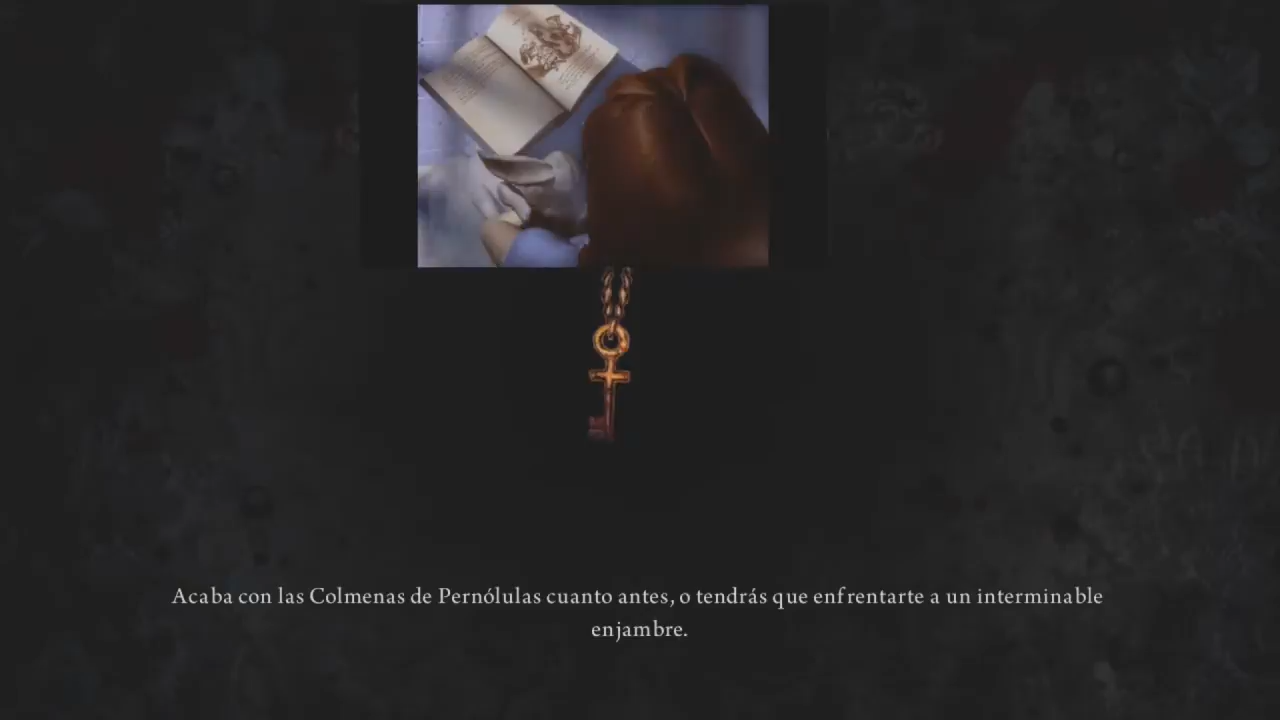 Acaba con las Colmenas de Pernólulas cuanto antes, o tendrás que enfrentarte a un interminable
enjambre.